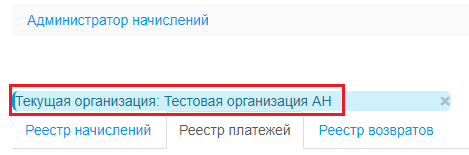 Администратор начислений
Текущая организация: Тестовая организация АН ×
Реестр начислений Реестр платежей Реестр возвратов